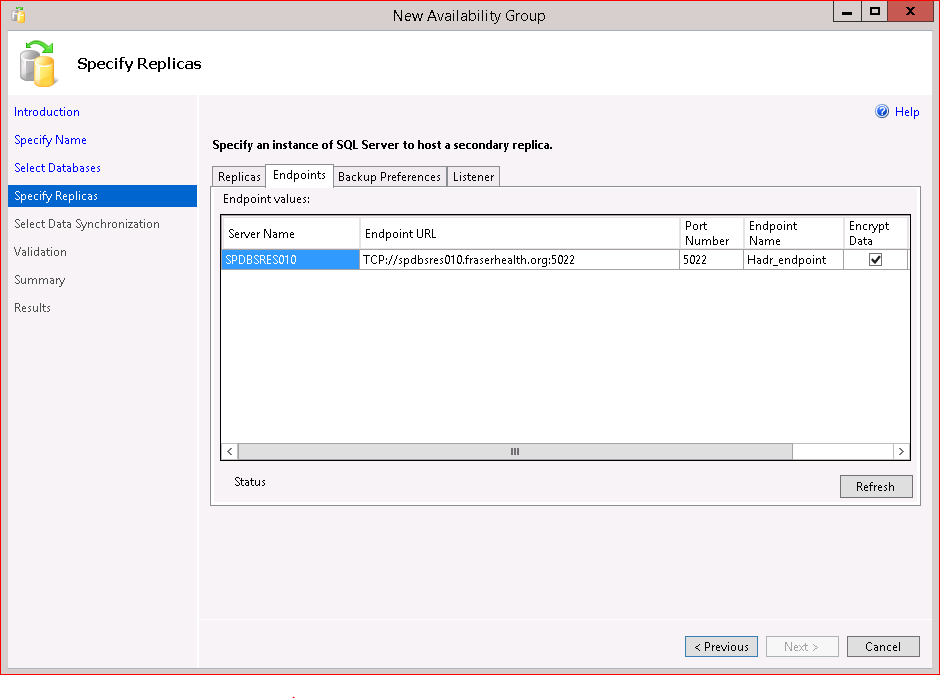 New Availability Group
Specify Replicas
Introduction
Specify Name
Select Databases
Specify Replicas
Select Data Synchronization
Validation
Summary
Results
Help
Specify an instance of SQL Server to host a secondary replica.
Replicas Endpoints Backup Preferences Listener
Endpoint values:
Server Name Endpoint URL Port Number Endpoint Name Encrypt Data
SPDBSRES010 TCP://spdbsres010.fraserhealth.org:5022 5022 Hadr_endpoint
Status
Refresh
< Previous Next > Cancel